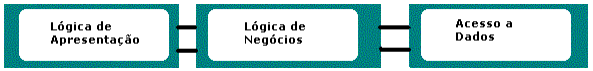 Lógica de
Apresentação
Lógica de
Negócios
Acesso a
Dados